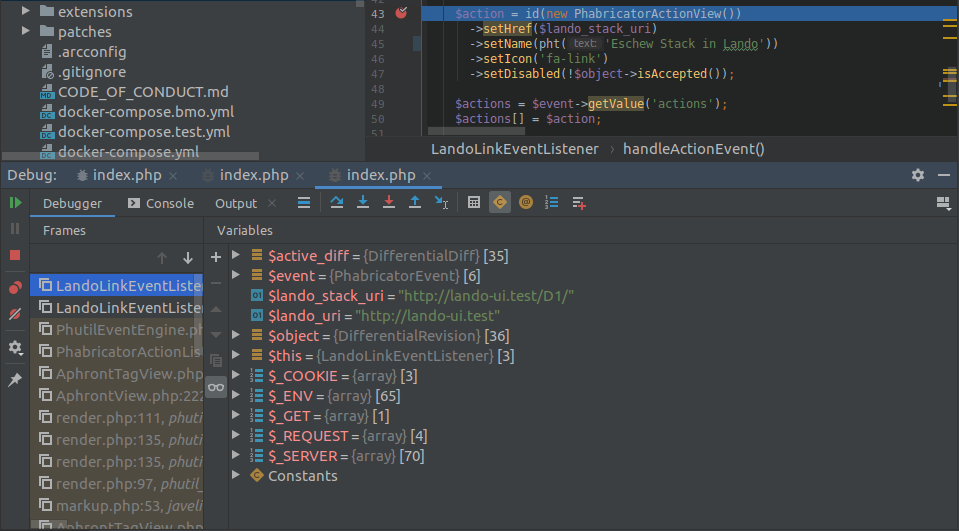 extensions
patches
.arcconfig
.gitignore
CODE_OF_CONDUCT.md
docker-compose.bmo.yml
docker-compose.test.yml
docker-compose.yml
43 $action = id(new PhabricatorActionView())
44 ->setHref($lando_stack_uri)
45 ->setName(pht( text: 'Eschew Stack in Lando'))
46 ->setIcon('fa-link')
47 ->setDisabled(!$object->isAccepted());
48
49 $actions = $event->getValue('actions');
50 $actions[] = $action;
51
LandoLinkEventListener › handleActionEvent()
Debug: index.php × index.php × index.php ×
Debugger Console Output ×
Frames
LandoLinkEventListe
LandoLinkEventListe
PhutilEventEngine.ph
PhabricatorActionLis
AphrontTagView.php
AphrontView.php:222
render.php:111, phuti
render.php:135, phuti
render.php:135, phuti
render.php:97, phutil_
markup.php:53, javeli
AphrontTagView.php
Variables
$active_diff = {DifferentialDiff} [35]
$event = {PhabricatorEvent} [6]
$lando_stack_uri = "http://lando-ui.test/D1/"
$lando_uri = "http://lando-ui.test"
$object = {DifferentialRevision} [36]
$this = {LandoLinkEventListener} [3]
$_COOKIE = {array} [3]
$_ENV = {array} [65]
$_GET = {array} [1]
$_REQUEST = {array} [4]
$_SERVER = {array} [70]
Constants